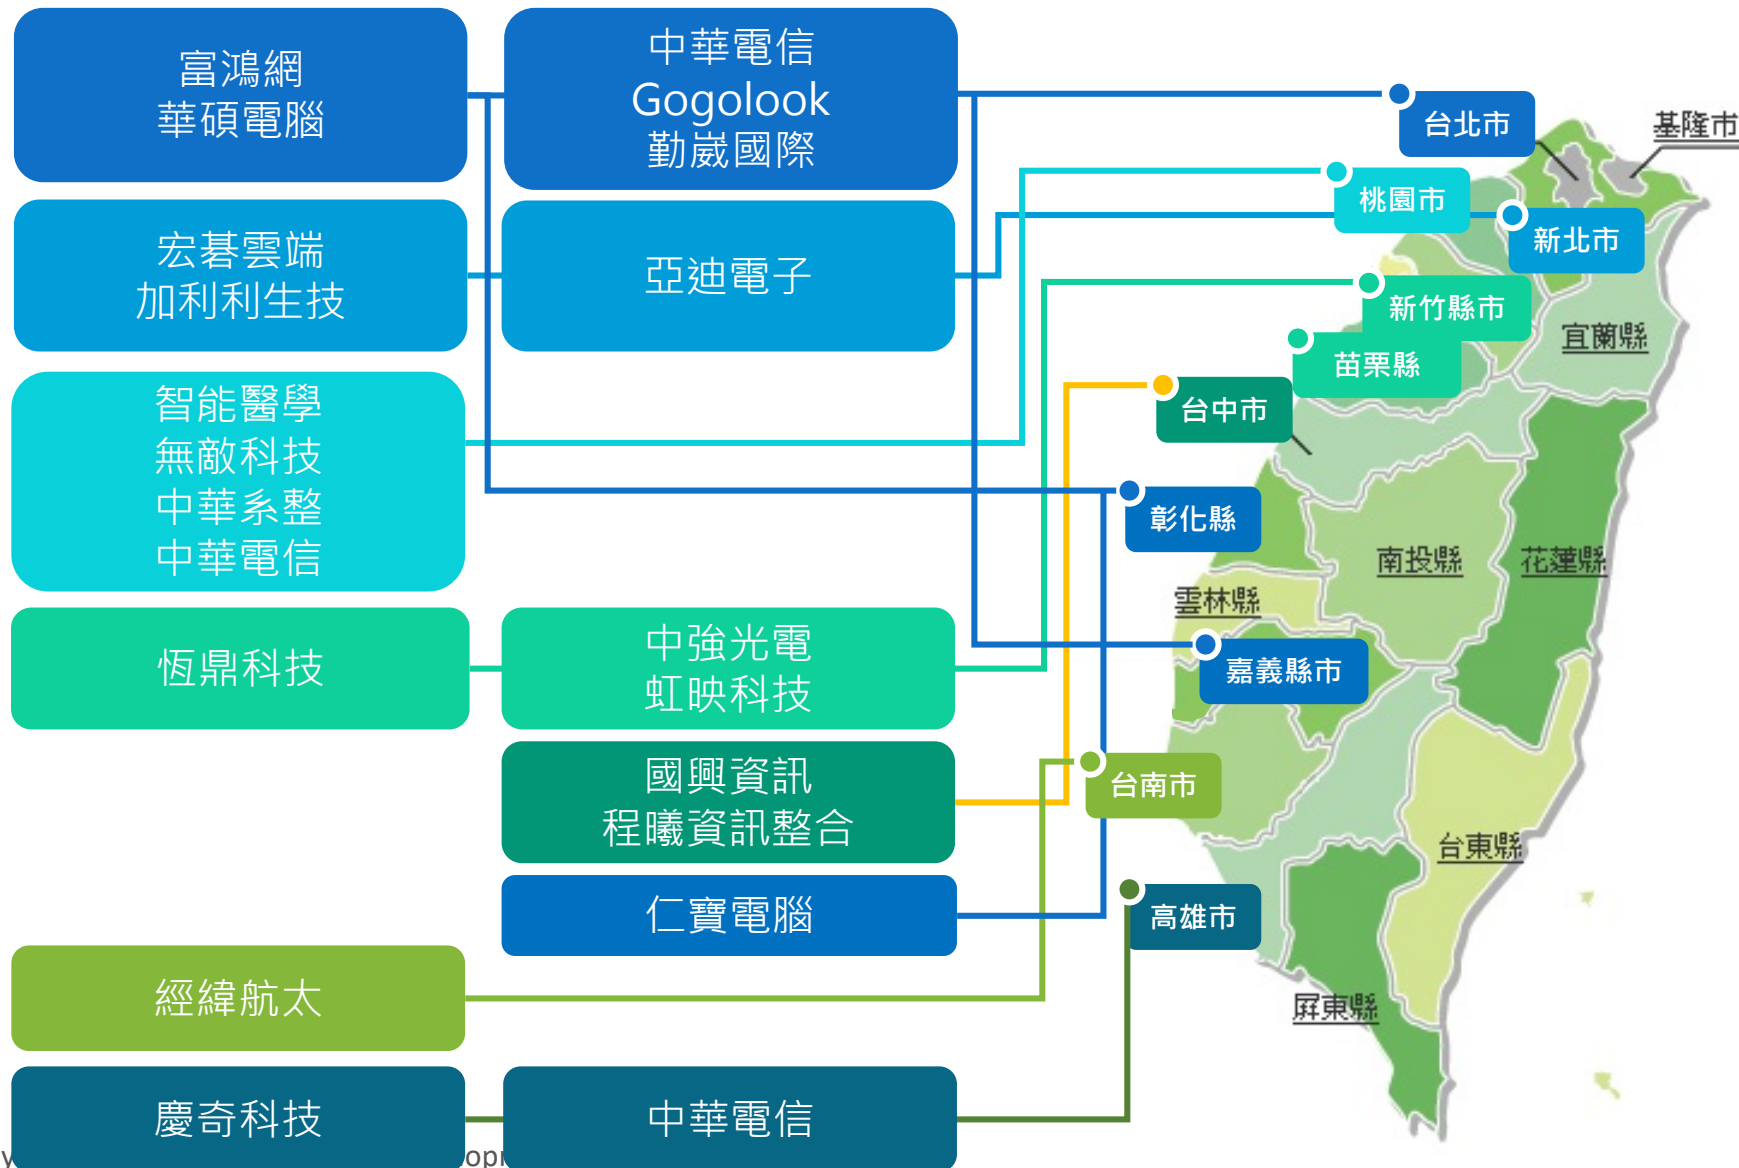 富鴻網
華碩電腦
中華電信
Gogolook
勤崴國際
宏碁雲端
加利利生技
亞迪電子
智能醫學
無敵科技
中華系整
中華電信
恆鼎科技
中強光電
虹映科技
國興資訊
程曦資訊整合
仁寶電腦
經緯航太
慶奇科技
中華電信
台北市
基隆市
桃園市
新北市
新竹縣市
宜蘭縣
苗栗縣
台中市
彰化縣
南投縣
花蓮縣
雲林縣
嘉義縣市
台南市
台東縣
高雄市
屏東縣